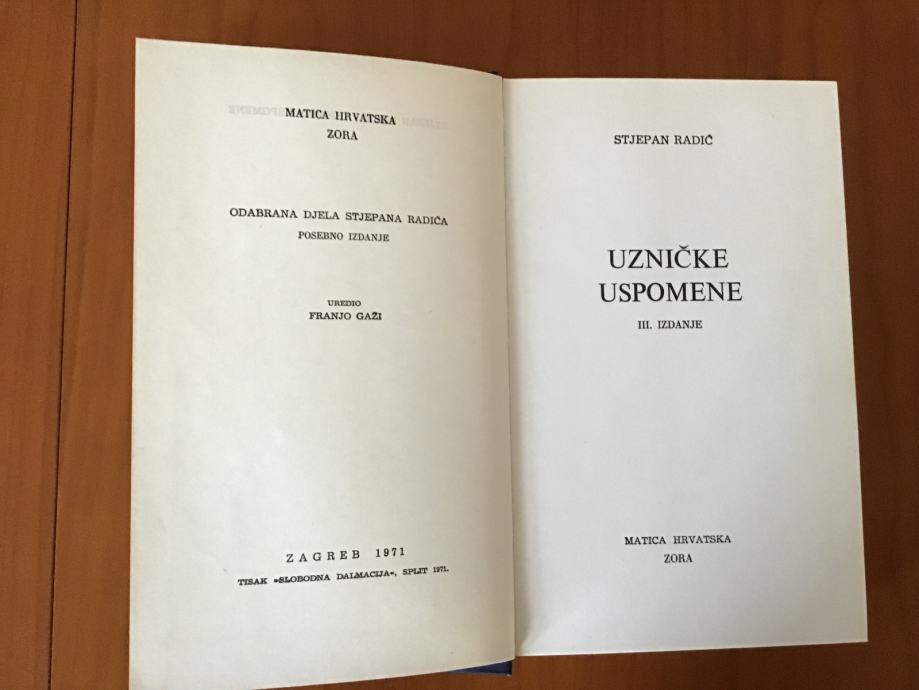 MATICA HRVATSKA
ZORA
ODABRANA DJELA STJEPANA RADIĆA
POSEBNO IZDANJE
UREDIO
FRANJO GAŽI
ZAGREB 1971
TISAK »SLOBODNA DALMACIJA«, SPLIT 1971.
STJEPAN RADIĆ
UZNIČKE
USPOMENE
III. IZDANJE
MATICA HRVATSKA
ZORA